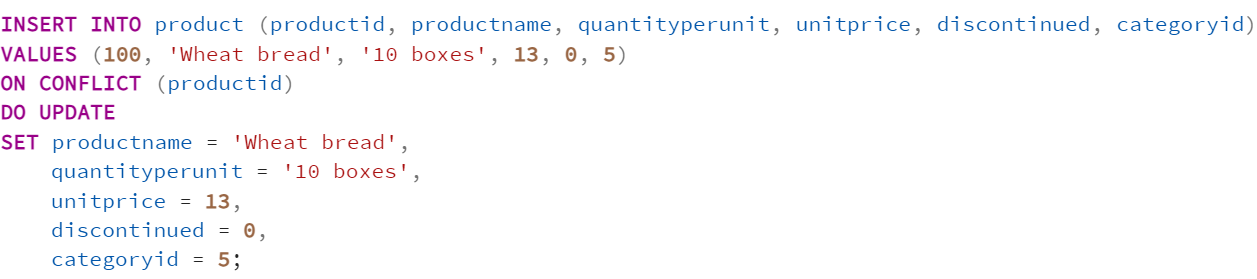 INSERT INTO product (productid, productname, quantityperunit, unitprice, discontinued, categoryid)
VALUES (100, 'Wheat bread', '10 boxes', 13, 0, 5)
ON CONFLICT (productid)
DO UPDATE
SET productname = 'Wheat bread',
    quantityperunit = '10 boxes',
    unitprice = 13,
    discontinued = 0,
    categoryid = 5;